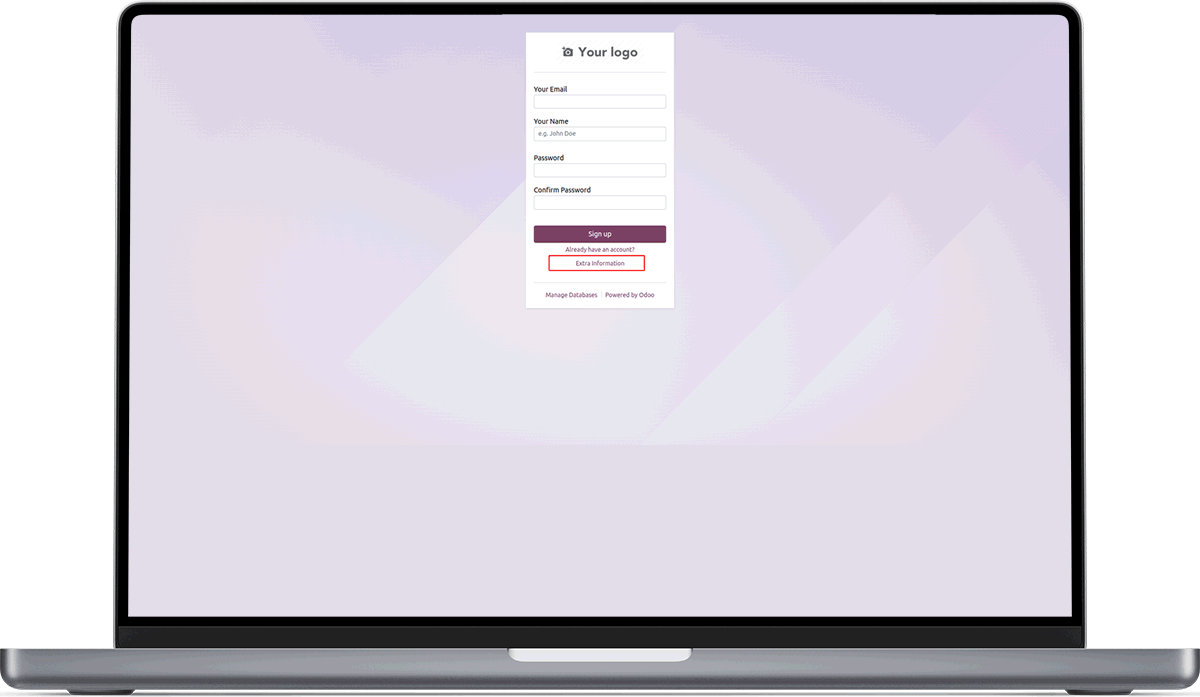 Your logo
Your Email
Your Name
e.g. John Doe
Password
Confirm Password
Sign up
Already have an account?
Extra Information
Manage Databases | Powered by Odoo